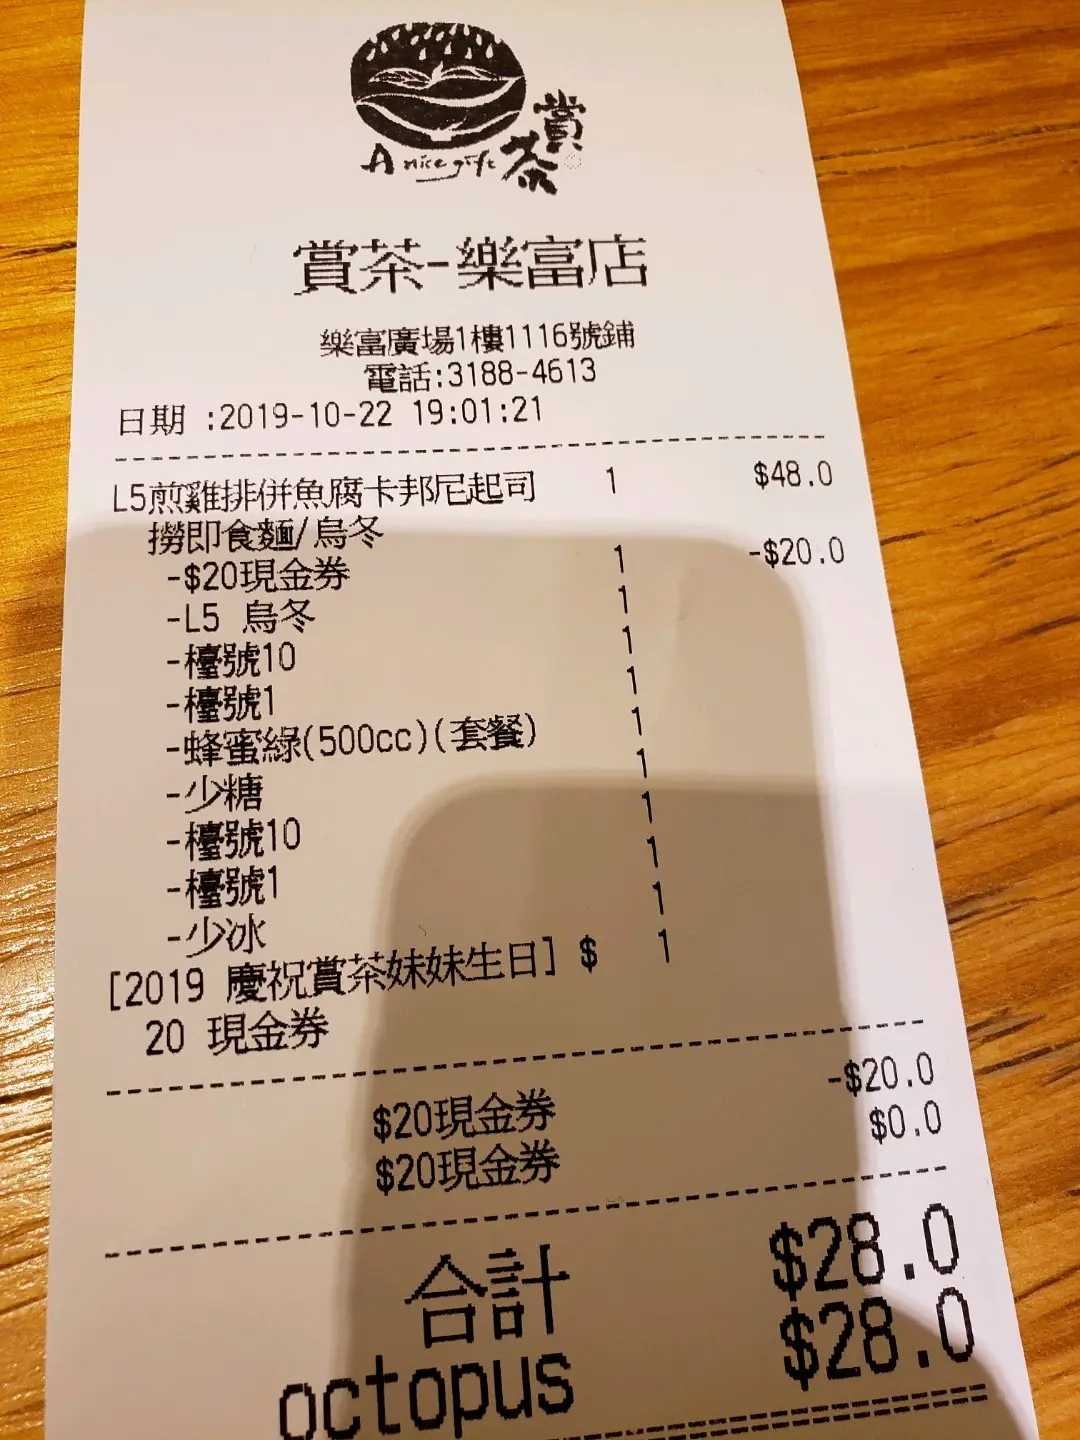 A nice gift 賞茶
賞茶-樂富店
樂富廣場1樓1116號鋪
電話:3188-4613
日期 :2019-10-22 19:01:21
L5煎雞排併魚腐卡邦尼起司 1 $48.0
撈即食麵/烏冬
-$20現金券 1 -$20.0
-L5 烏冬 1
-檯號10 1
-檯號1 1
-蜂蜜綠(500cc)(套餐) 1
-少糖 1
-檯號10 1
-檯號1 1
-少冰 1
[2019 慶祝賞茶妹妹生日] $ 1
20 現金券
$20現金券 -$20.0
$20現金券 $0.0
合計 $28.0
octopus $28.0